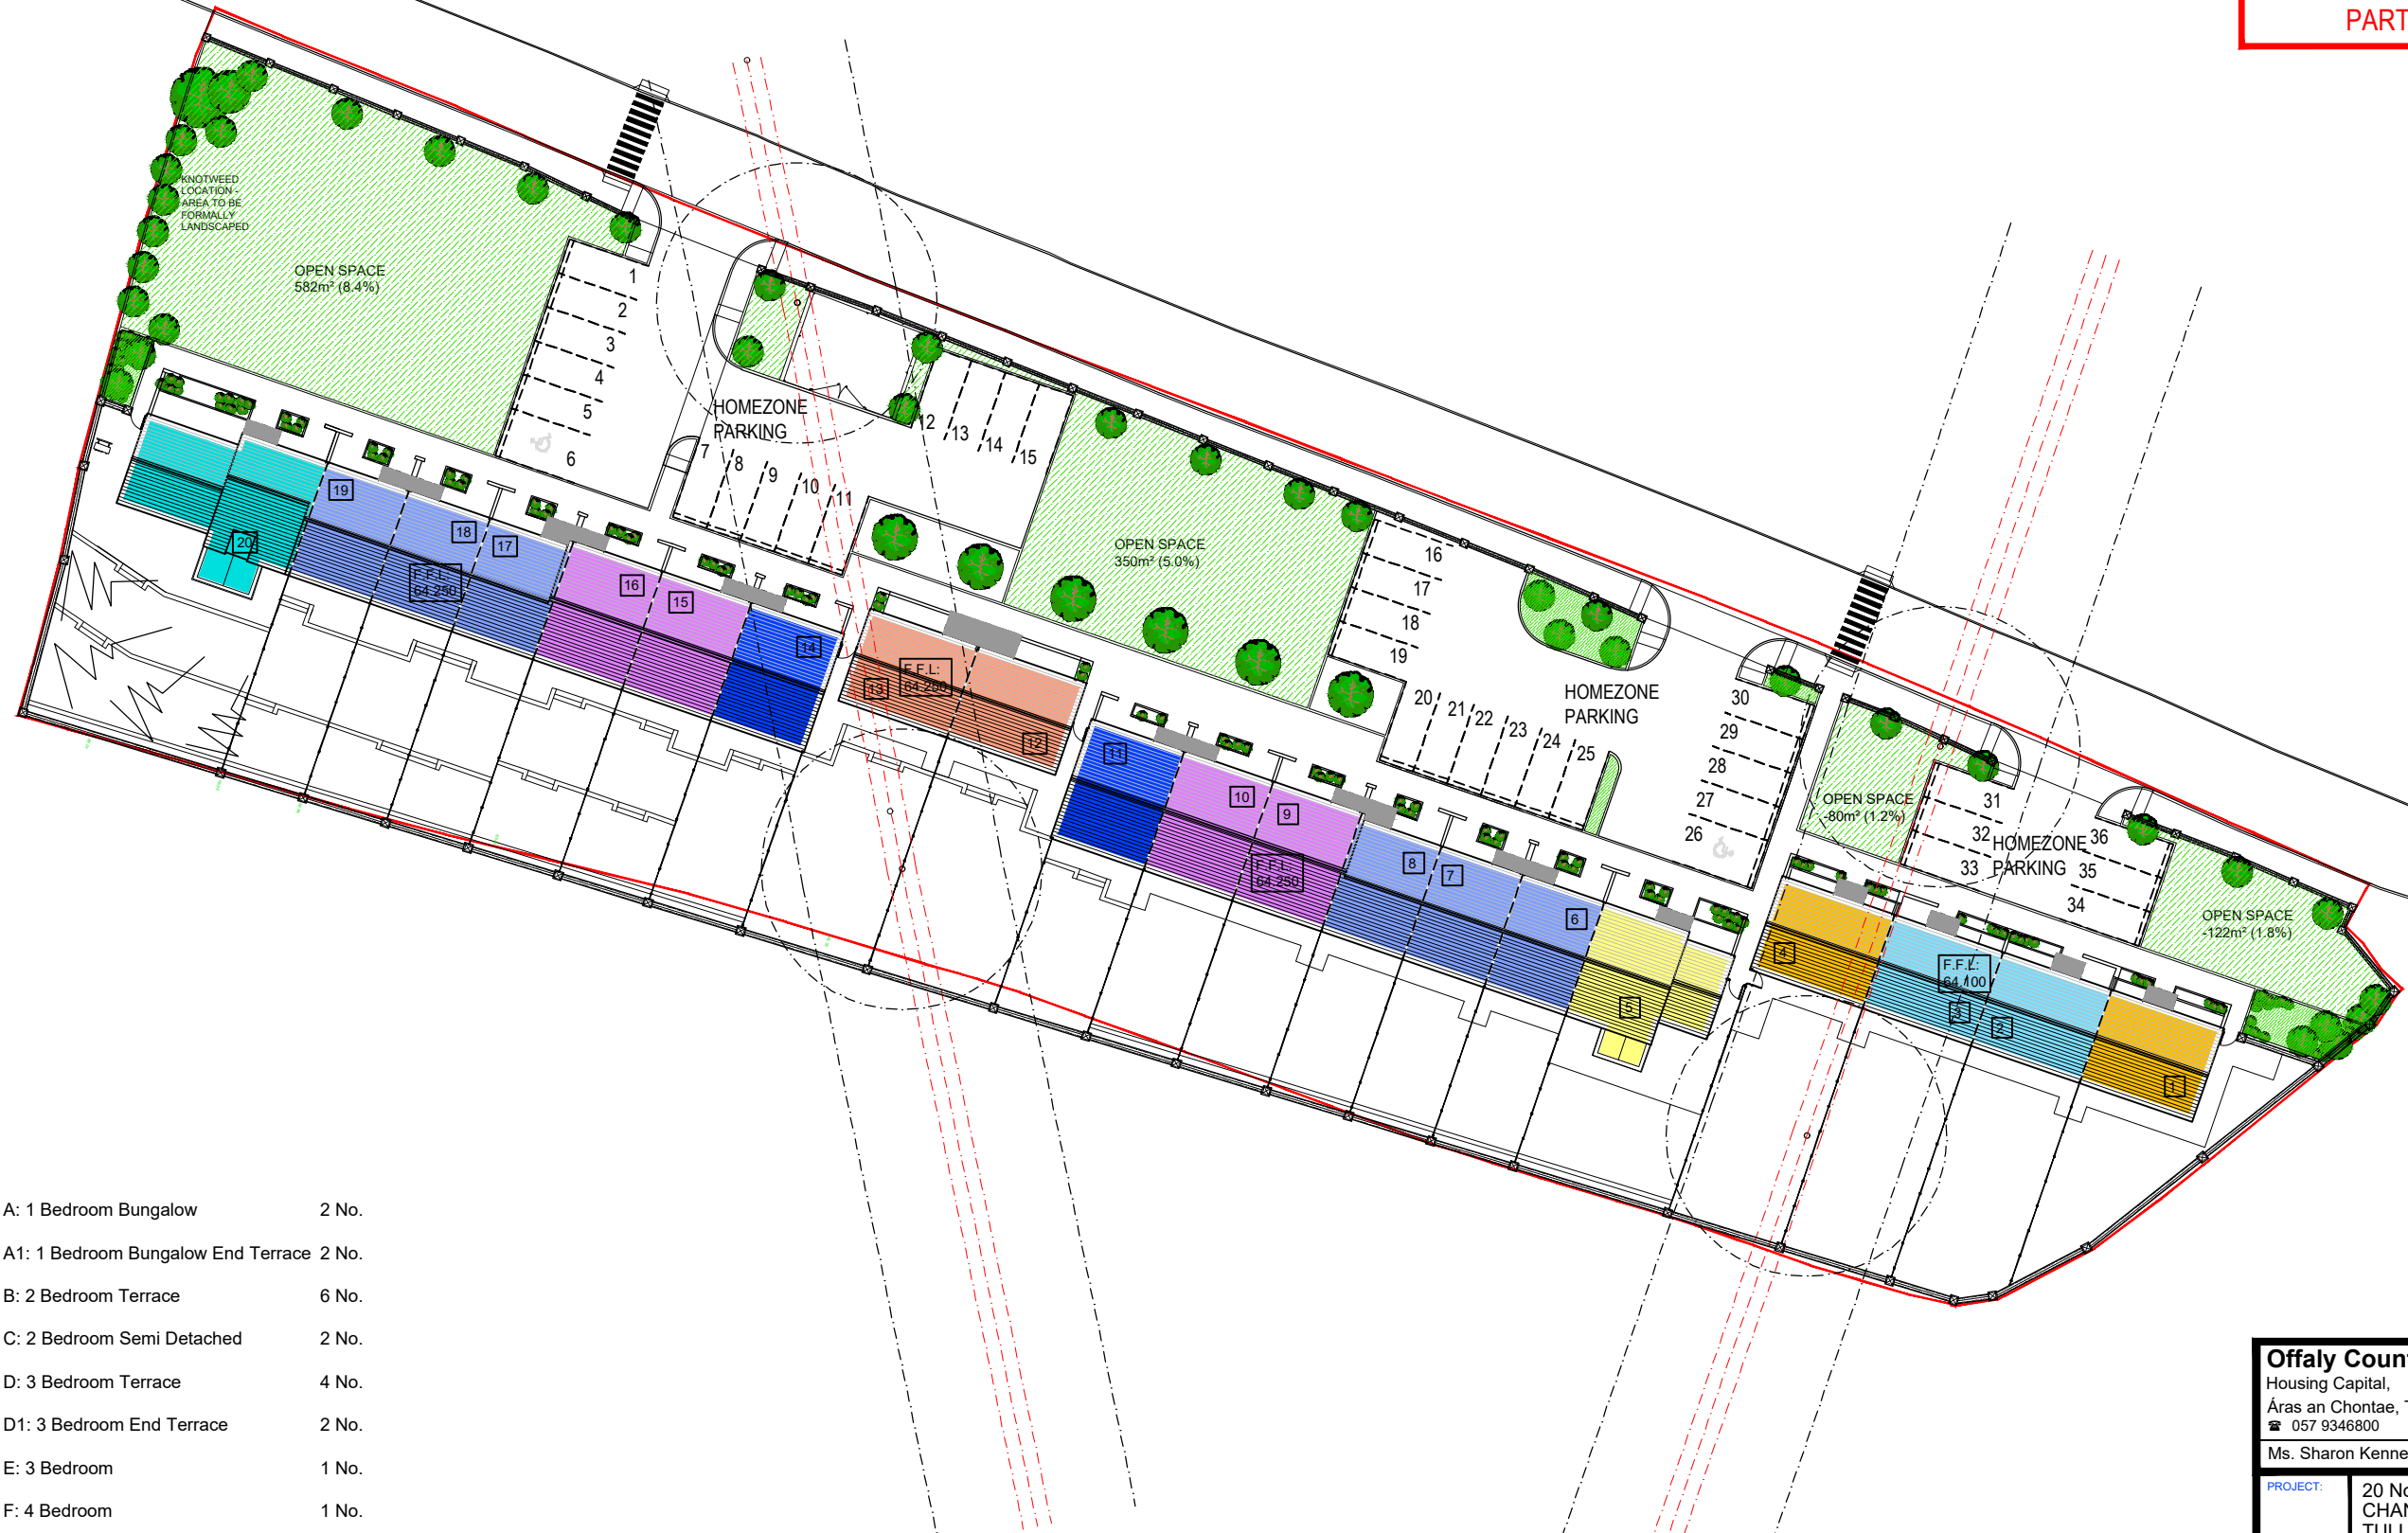 PART
KNOTWEED
LOCATION -
AREA TO BE
FORMALLY
LANDSCAPED
OPEN SPACE
582m² (8.4%)
1
2
3
4
5
6
HOMEZONE
PARKING
7
8
9
10
11
12
13
14
15
OPEN SPACE
350m² (5.0%)
16
17
18
19
20
21
22
23
24
25
HOMEZONE
PARKING
30
29
28
27
26
OPEN SPACE
-80m² (1.2%)
31
32
33
HOMEZONE
PARKING
36
35
34
OPEN SPACE
-122m² (1.8%)
20
19
18
17
F.F.L:
64.250
16
15
14
13
F.F.L:
64.250
12
11
10
9
F.F.L:
64.250
8
7
6
5
4
F.F.L:
64.100
3
2
1
A: 1 Bedroom Bungalow 2 No.
A1: 1 Bedroom Bungalow End Terrace 2 No.
B: 2 Bedroom Terrace 6 No.
C: 2 Bedroom Semi Detached 2 No.
D: 3 Bedroom Terrace 4 No.
D1: 3 Bedroom End Terrace 2 No.
E: 3 Bedroom 1 No.
F: 4 Bedroom 1 No.
Offaly Coun
Housing Capital,
Áras an Chontae,
☎ 057 9346800
Ms. Sharon Kenne
PROJECT:
20 No
CHAN
TULL